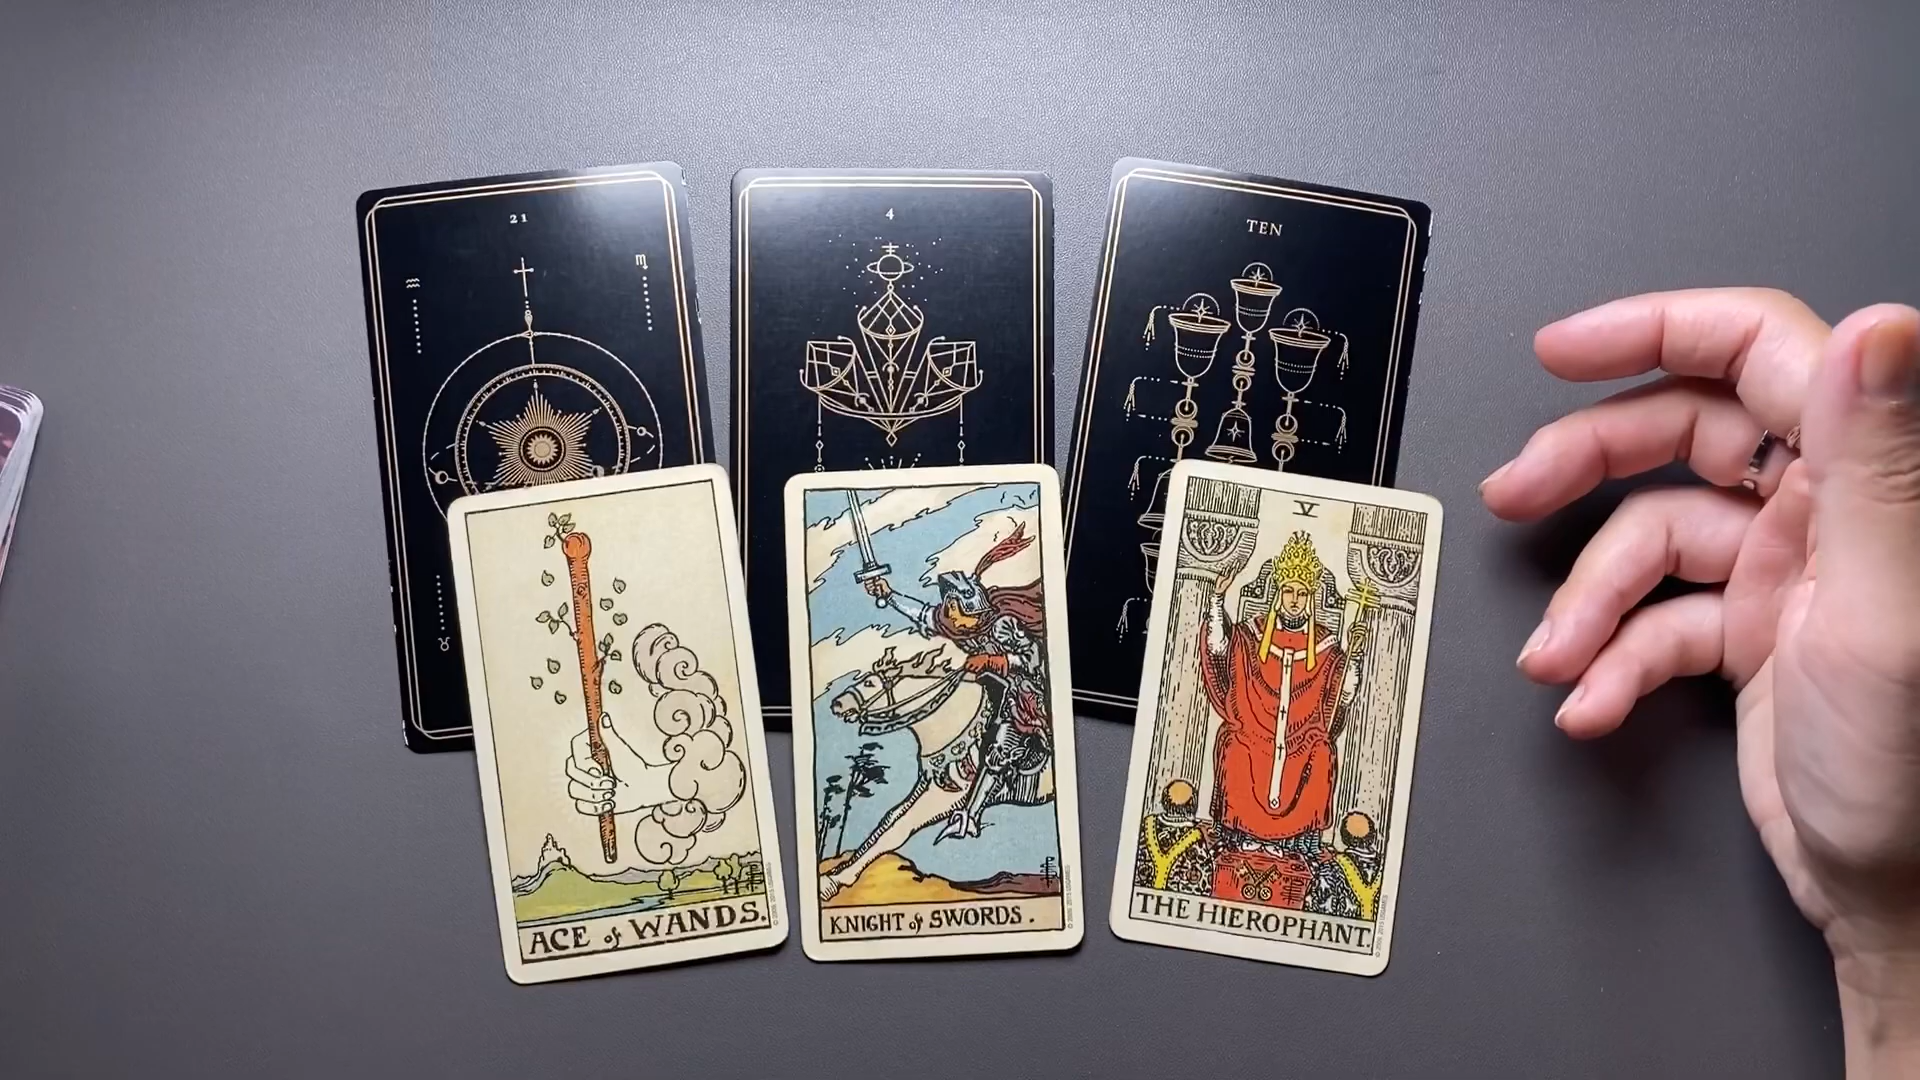 21
4
TEN
V
ACE of WANDS.
KNIGHT of SWORDS.
THE HIEROPHANT.